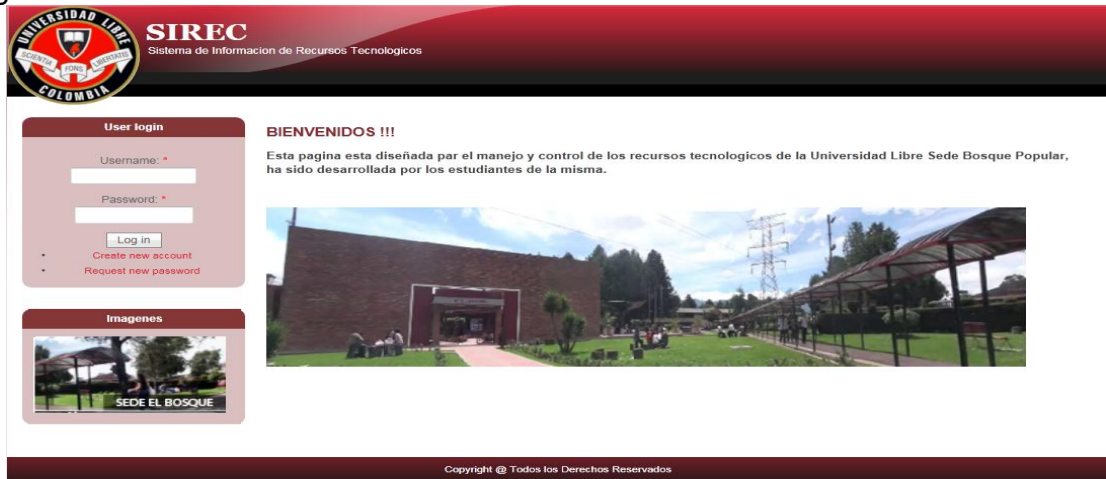 UNIVERSIDAD LIBRE
SCIENTIA FONS LIBERTATIS
COLOMBIA
SIREC
Sistema de Informacion de Recursos Tecnologicos
User login
Username: *
Password: *
Log in
• Create new account
• Request new password
Imagenes
SEDE EL BOSQUE
BIENVENIDOS !!!
Esta pagina esta diseñada par el manejo y control de los recursos tecnologicos de la Universidad Libre Sede Bosque Popular,
ha sido desarrollada por los estudiantes de la misma.
Copyright @ Todos los Derechos Reservados